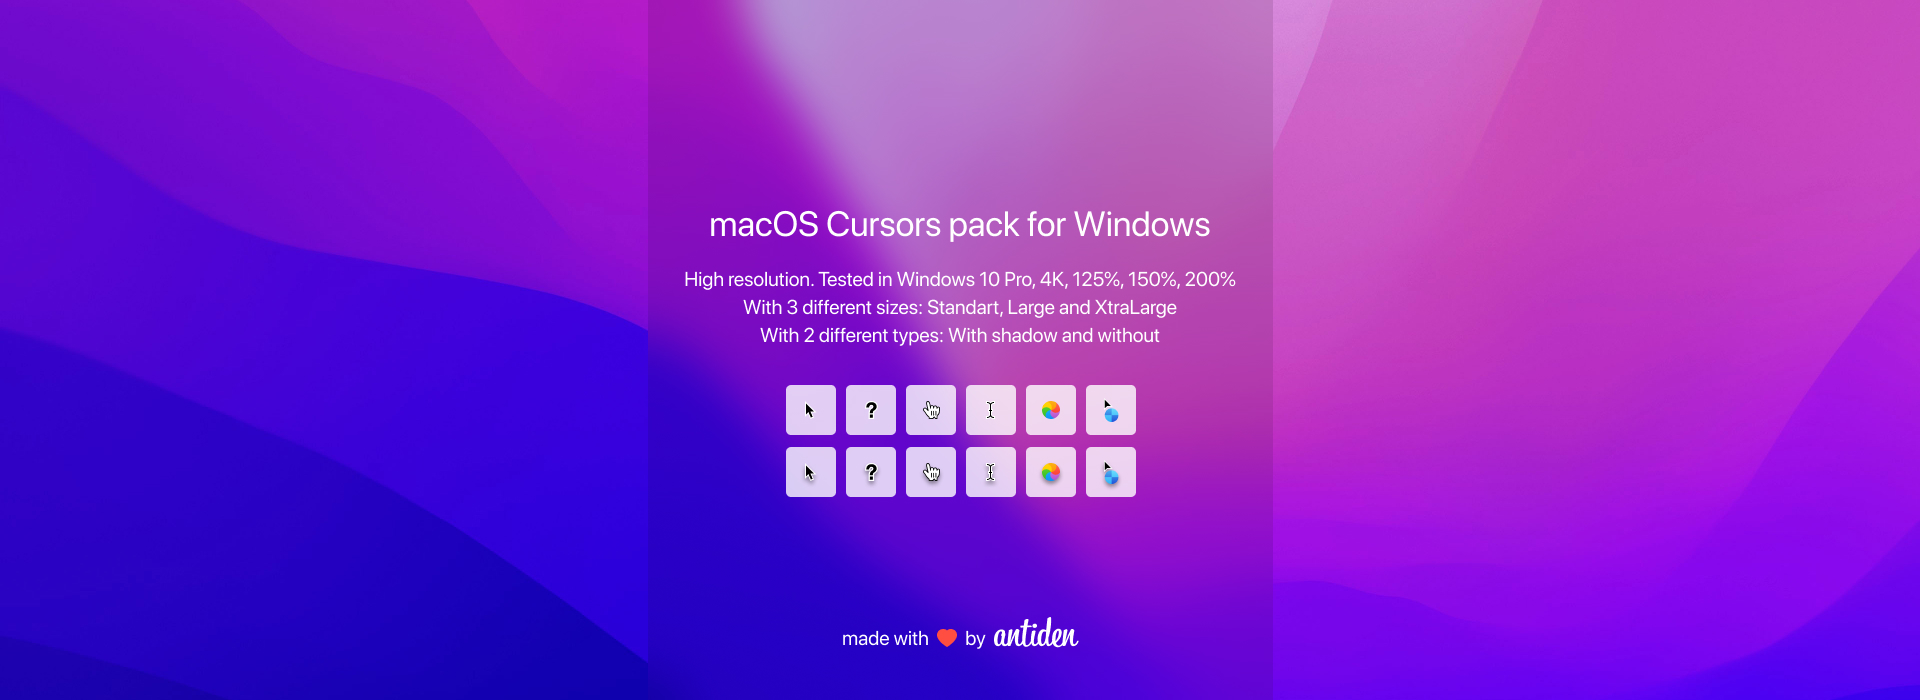 macOS Cursors pack for Windows
High resolution. Tested in Windows 10 Pro, 4K, 125%, 150%, 200%
With 3 different sizes: Standart, Large and XtraLarge
With 2 different types: With shadow and without
?
?
made with ❤ by antiden